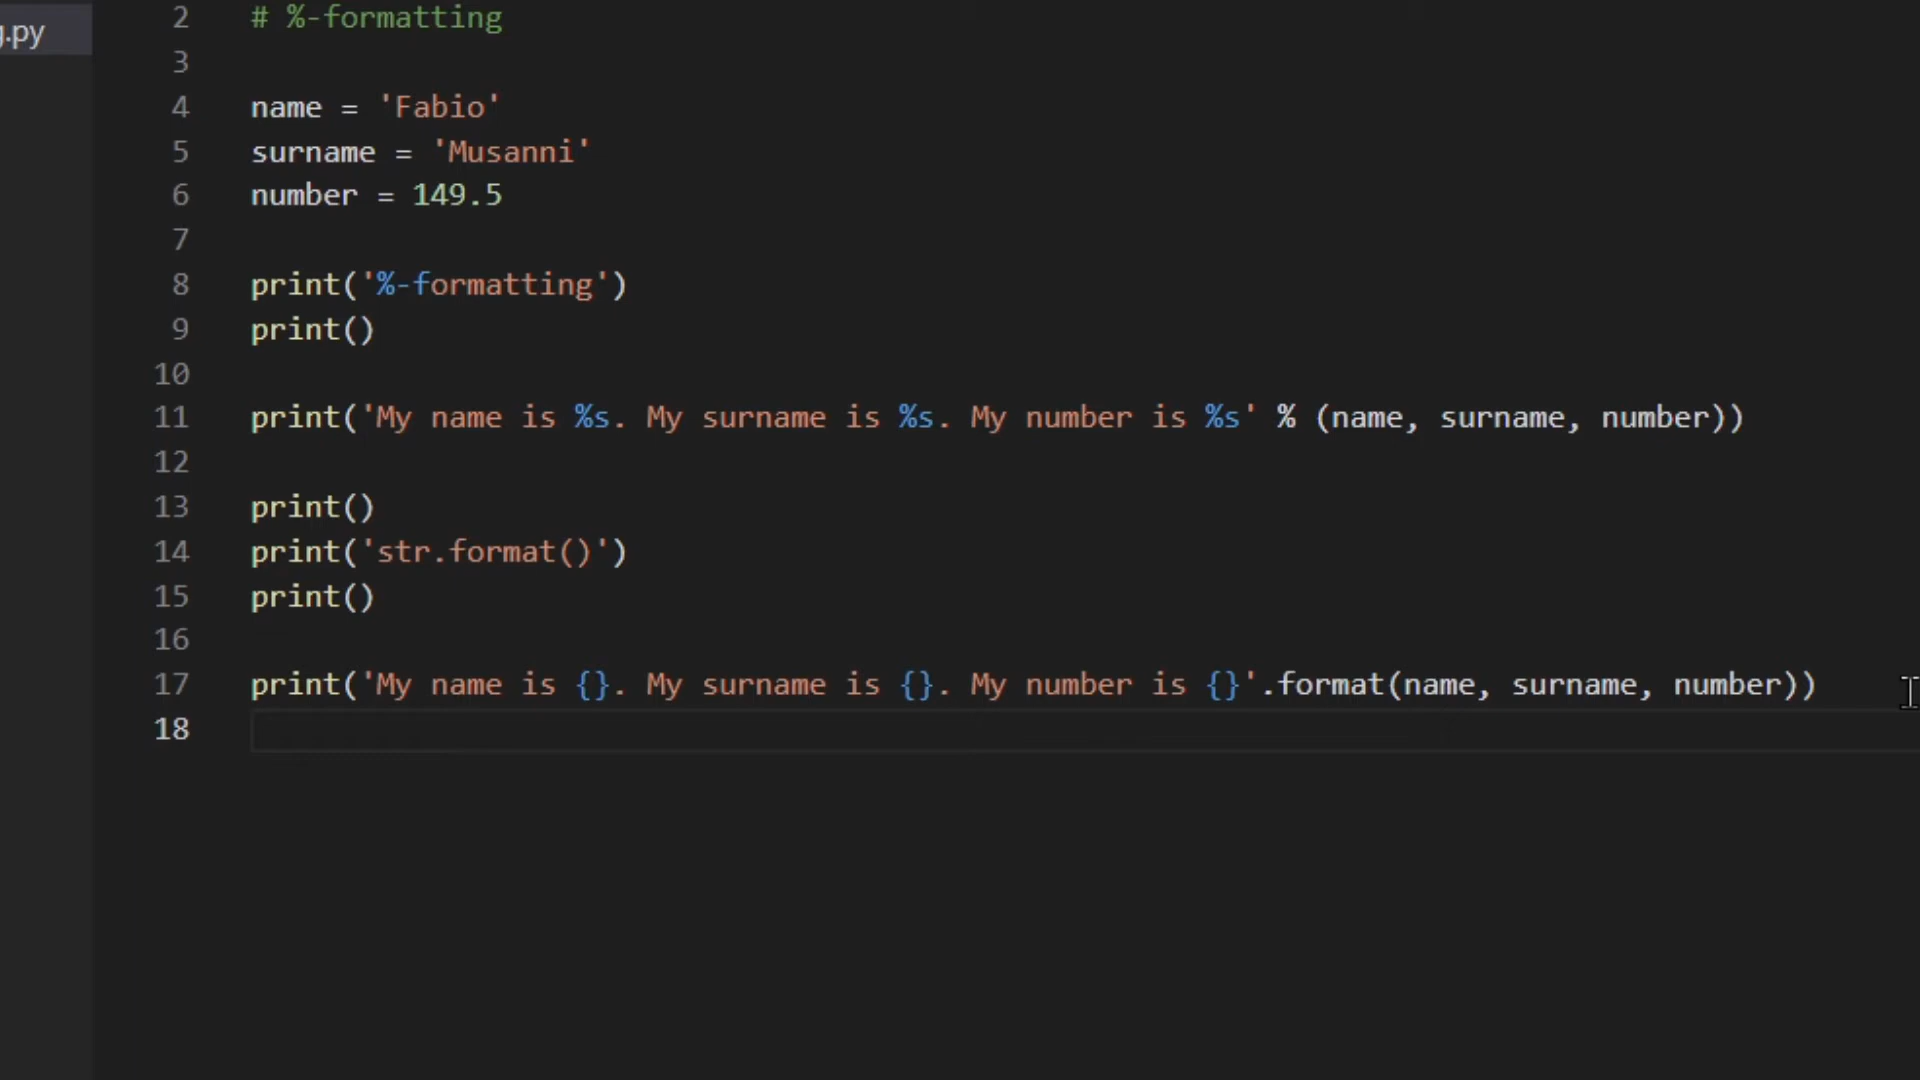 g.py
2 # %-formatting
3
4 name = 'Fabio'
5 surname = 'Musanni'
6 number = 149.5
7
8 print('%-formatting')
9 print()
10
11 print('My name is %s. My surname is %s. My number is %s' % (name, surname, number))
12
13 print()
14 print('str.format()')
15 print()
16
17 print('My name is {}. My surname is {}. My number is {}'.format(name, surname, number))
18